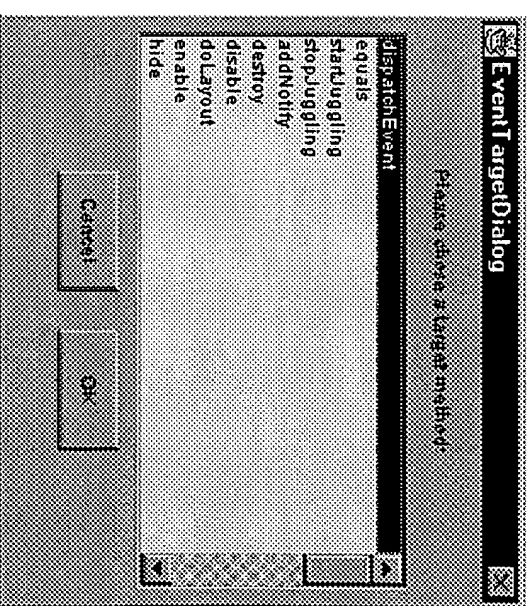 EventTargetDialog
Please chose a target method:
dispatchEvent
equals
startJuggling
stopJuggling
addNotify
destroy
disable
doLayout
enable
hide
Cancel
OK